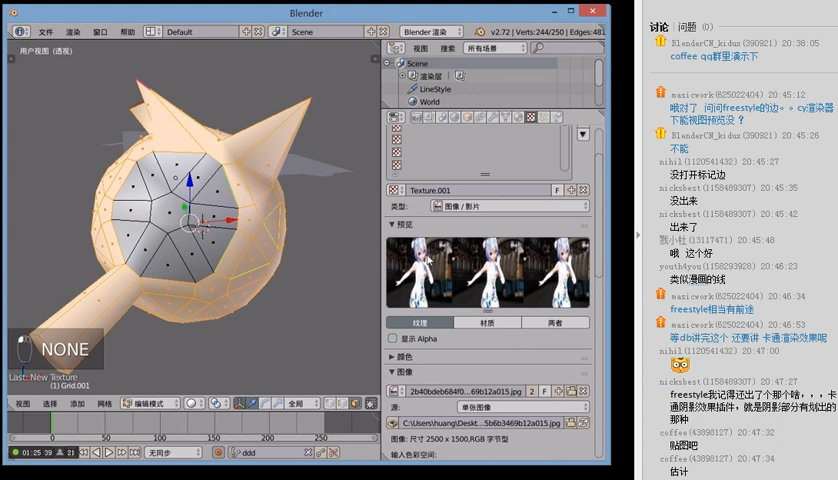 Blender
文件 渲染 窗口 帮助 Default Scene Blender 渲染 v2.72 | Verts:244/250 | Edges:481
用户视图 (透视)
视图 搜索 所有场景
Scene
渲染层
LineStyle
World
Texture.001 F
类型: 图像 / 影片
预览
纹理 材质 两者
显示 Alpha
颜色
图像
2b40bdeb684f0...69b12a015.jpg 2 F
源: 单张图像
C:\Users\huang\Deskt...5b6b3469b12a015.jpg
图像: 尺寸 2500 x 1500,RGB 字节型
输入色彩空间:
NONE
Last: New Texture
(1) Grid.001
视图 选择 添加 网格 编辑模式 全局
0 50 100 150 200 250
01:25:39 21 无同步 ddd
讨论 | 问题 (0)
BlenderCN_kidux(390921) 20:38:05
coffee qq群里演示下
masicwork(625022404) 20:45:12
哦对了 问问freestyle的边。。cy渲染器下能视图预览没 ?
BlenderCN_kidux(390921) 20:45:26
不能
nihil(1120541432) 20:45:27
没打开标记边
nicksbest(1158489307) 20:45:35
没出来
nicksbest(1158489307) 20:45:42
出来了
小杜(13117471) 20:45:48
哦 这个好
youth4you(1158293928) 20:46:23
类似漫画的线
masicwork(625022404) 20:46:34
freestyle相当有前途
masicwork(625022404) 20:46:53
等db讲完这个 还要讲 卡通渲染效果呢
nihil(1120541432) 20:47:00
nicksbest(1158489307) 20:47:27
freestyle我记得还出了个那个啥，，，卡通阴影效果插件，就是阴影部分有划出的那种
coffee(43898127) 20:47:32
贴图吧
coffee(43898127) 20:47:34
估计